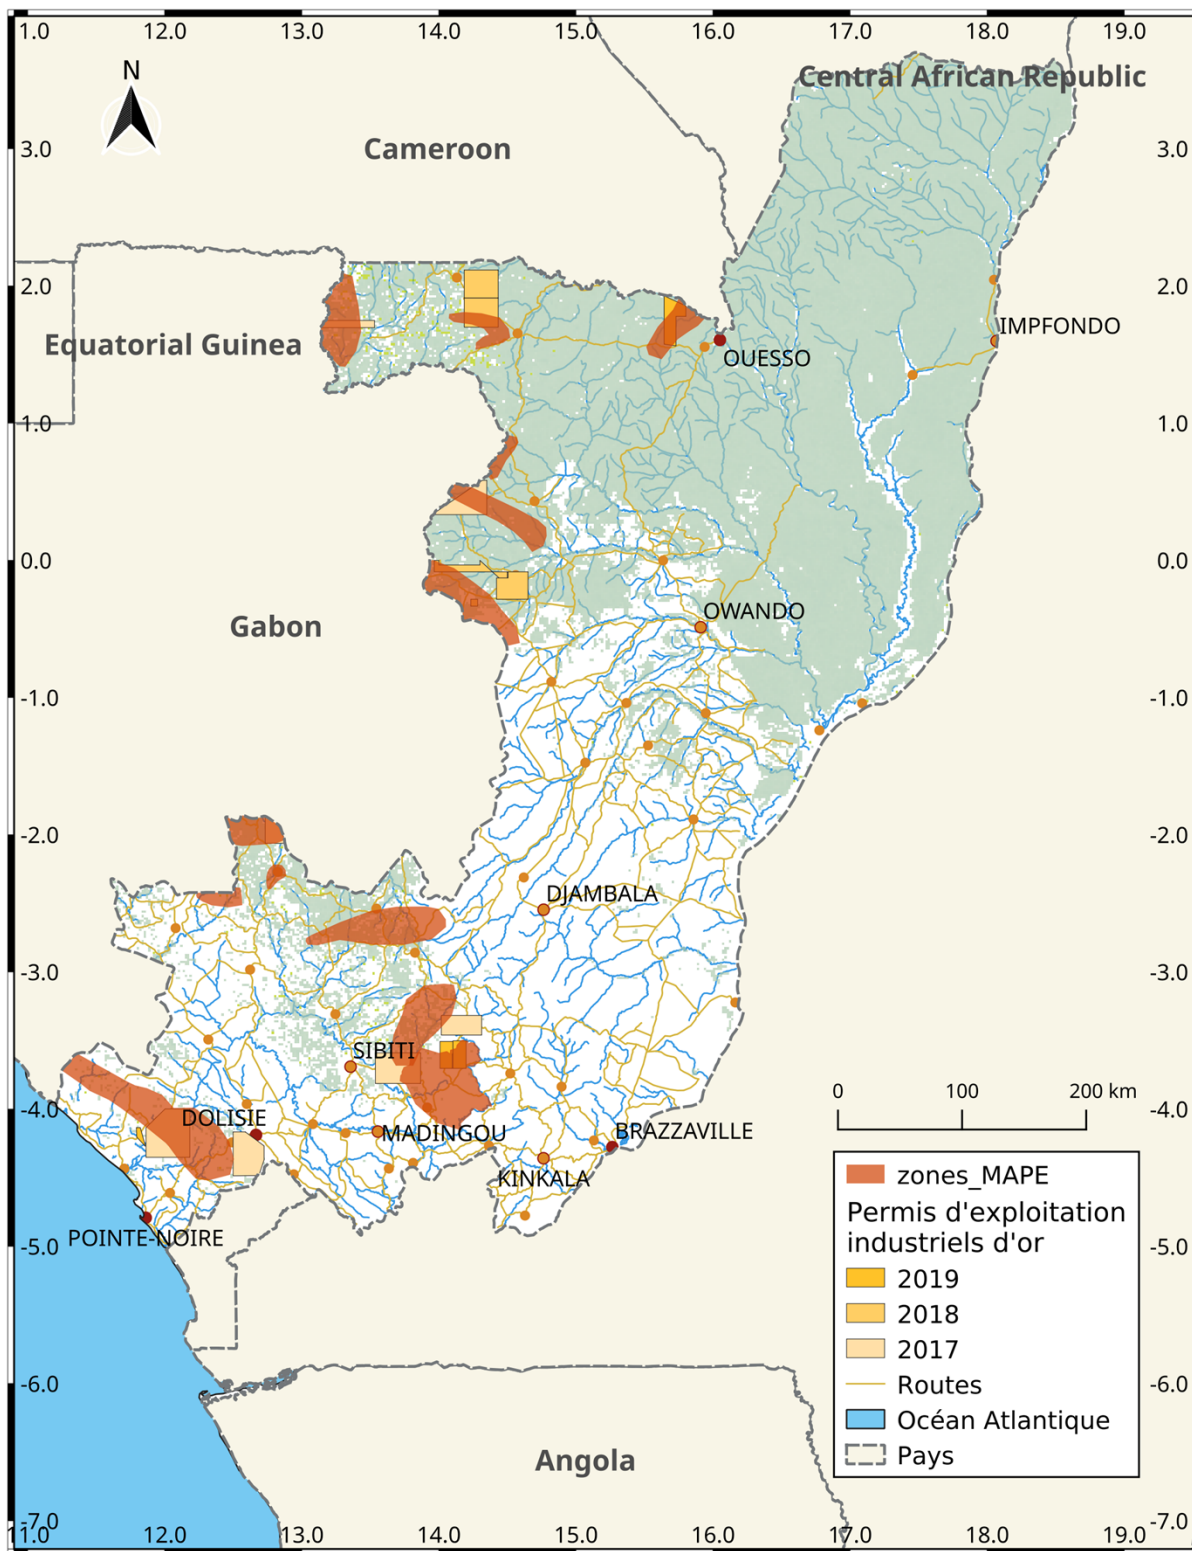 1.0 12.0 13.0 14.0 15.0 16.0 17.0 18.0 19.0
N
Central African Republic
Cameroon
3.0 3.0
2.0 2.0
IMPFONDO
Equatorial Guinea
OUESSO
1.0 1.0
0.0 0.0
OWANDO
Gabon
-1.0 -1.0
-2.0 -2.0
DJAMBALA
-3.0 -3.0
SIBITI
-4.0 -4.0
DOLISIE
MADINGOU
BRAZZAVILLE
KINKALA
POINTE-NOIRE
-5.0 -5.0
0 100 200 km
zones_MAPE
Permis d'exploitation
industriels d'or
2019
2018
2017
Routes
Océan Atlantique
Pays
-6.0 -6.0
Angola
-7.0 -7.0
11.0 12.0 13.0 14.0 15.0 16.0 17.0 18.0 19.0